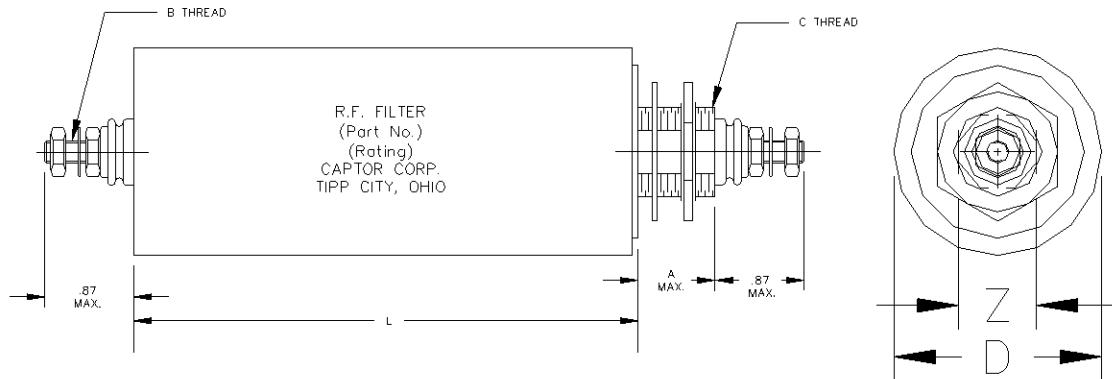 B THREAD
C THREAD
R.F. FILTER
(Part No.)
(Rating)
CAPTOR CORP.
TIPP CITY, OHIO
.87
MAX.
L
A
MAX.
.87
MAX.
Z
D